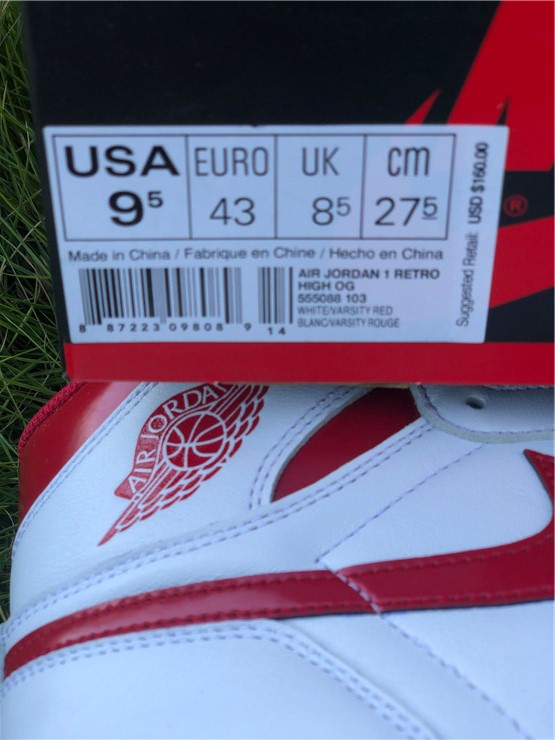 USA EURO UK cm
9⁵ 43 8⁵ 27⁵
Made in China / Fabrique en Chine / Hecho en China
AIR JORDAN 1 RETRO
HIGH OG
555088 103
WHITE/VARSITY RED
BLANC/VARSITY ROUGE
8 87223 09808 9 14
Suggested Retail: USD $160.00
®
AIR JORDAN